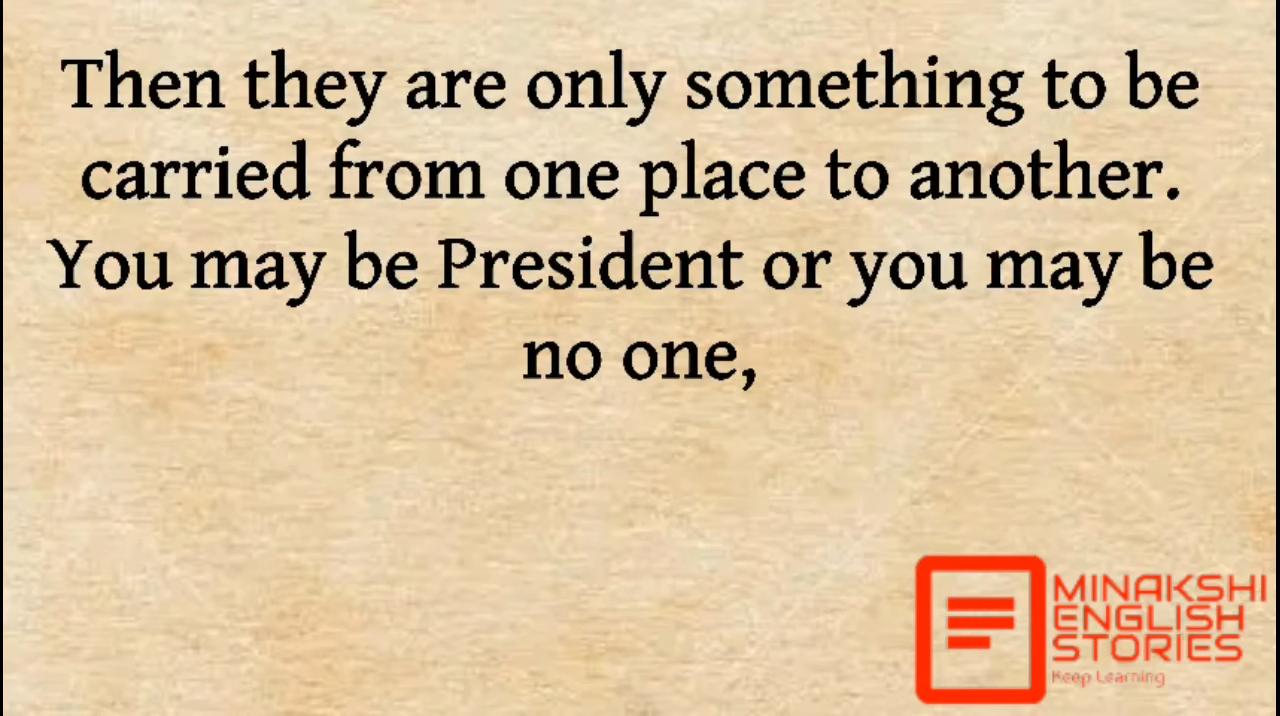 Then they are only something to be
carried from one place to another.
You may be President or you may be
no one,
MINAKSHI
ENGLISH
STORIES
Keep Learning